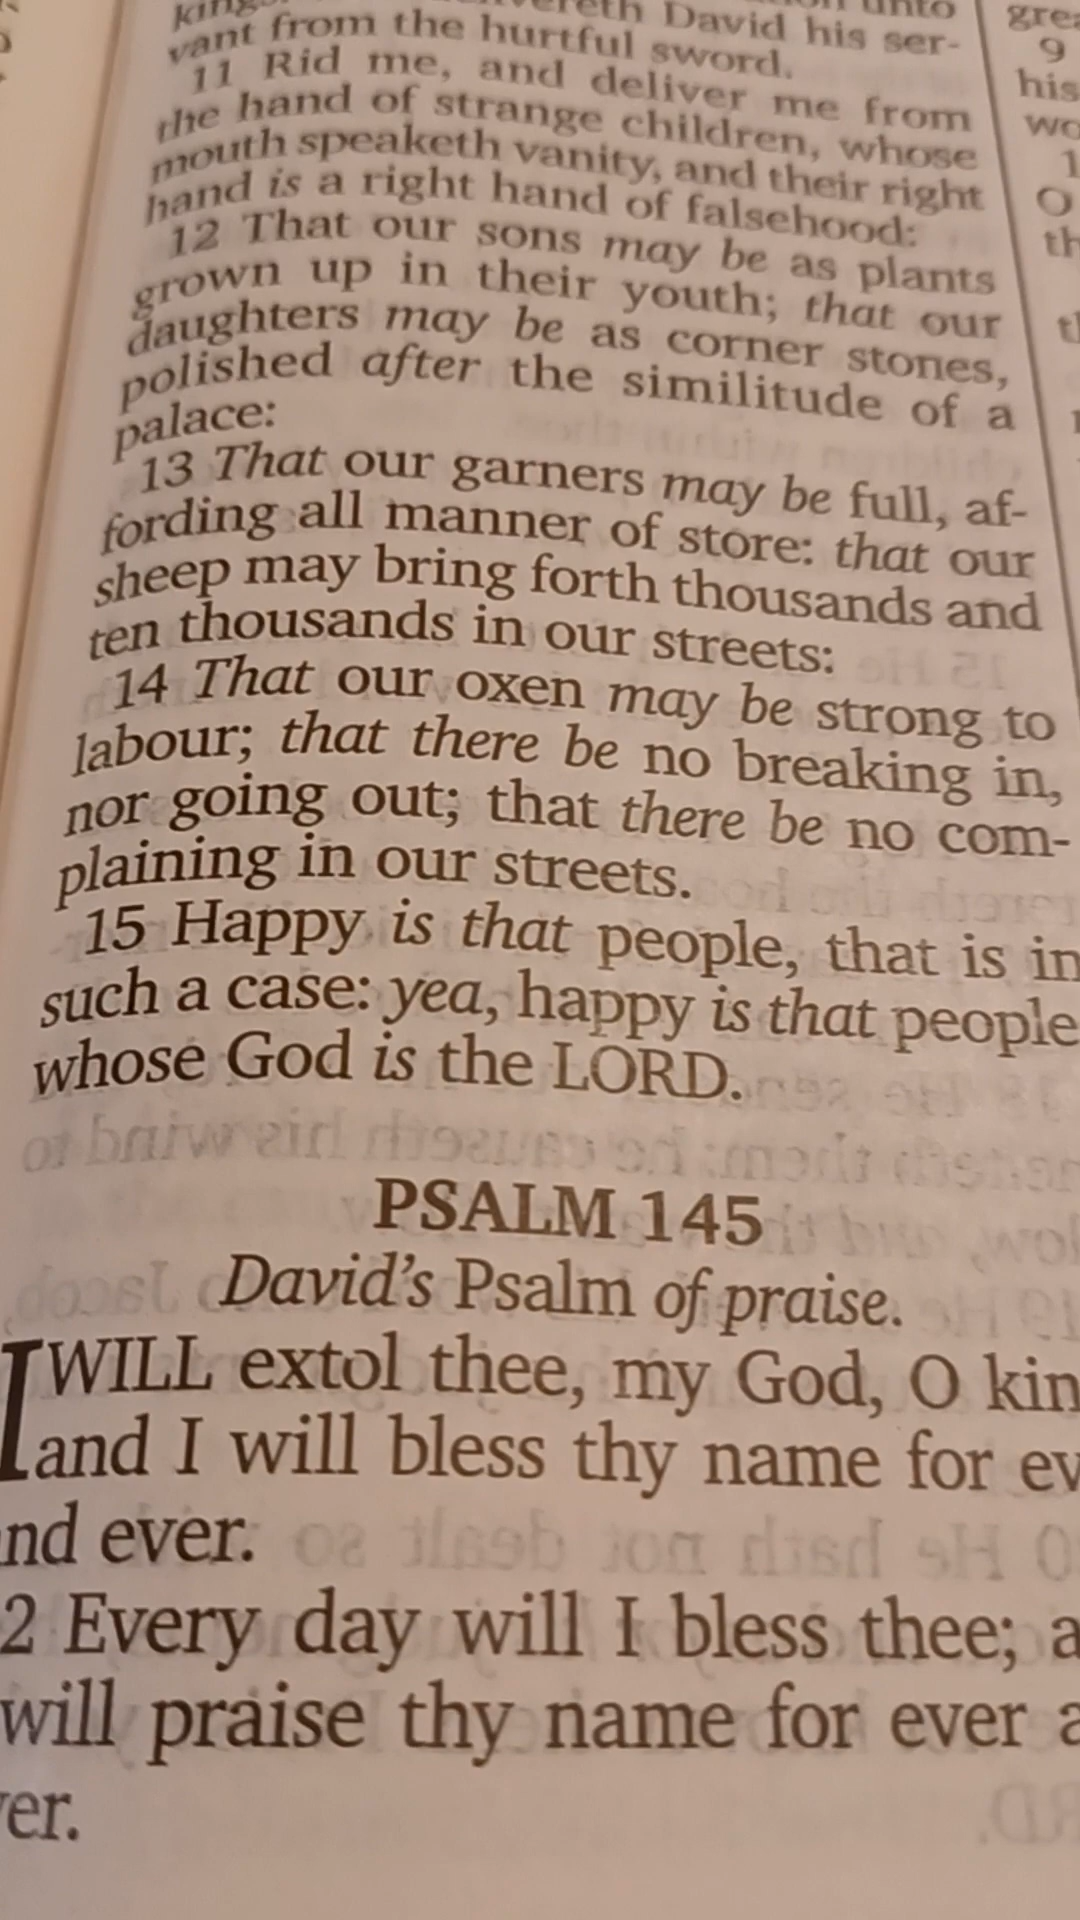 David his ser-
vant from the hurtful sword.
11 Rid me, and deliver me from
the hand of strange children, whose
mouth speaketh vanity, and their right
hand is a right hand of falsehood:
12 That our sons may be as plants
grown up in their youth; that our
daughters may be as corner stones,
polished after the similitude of a
palace:
13 That our garners may be full, af-
fording all manner of store: that our
sheep may bring forth thousands and
ten thousands in our streets:
14 That our oxen may be strong to
labour; that there be no breaking in,
nor going out; that there be no com-
plaining in our streets.
15 Happy is that people, that is in
such a case: yea, happy is that people
whose God is the LORD.
PSALM 145
David's Psalm of praise.
I WILL extol thee, my God, O kin
and I will bless thy name for ev
nd ever.
2 Every day will I bless thee; a
will praise thy name for ever a
er.
9
his